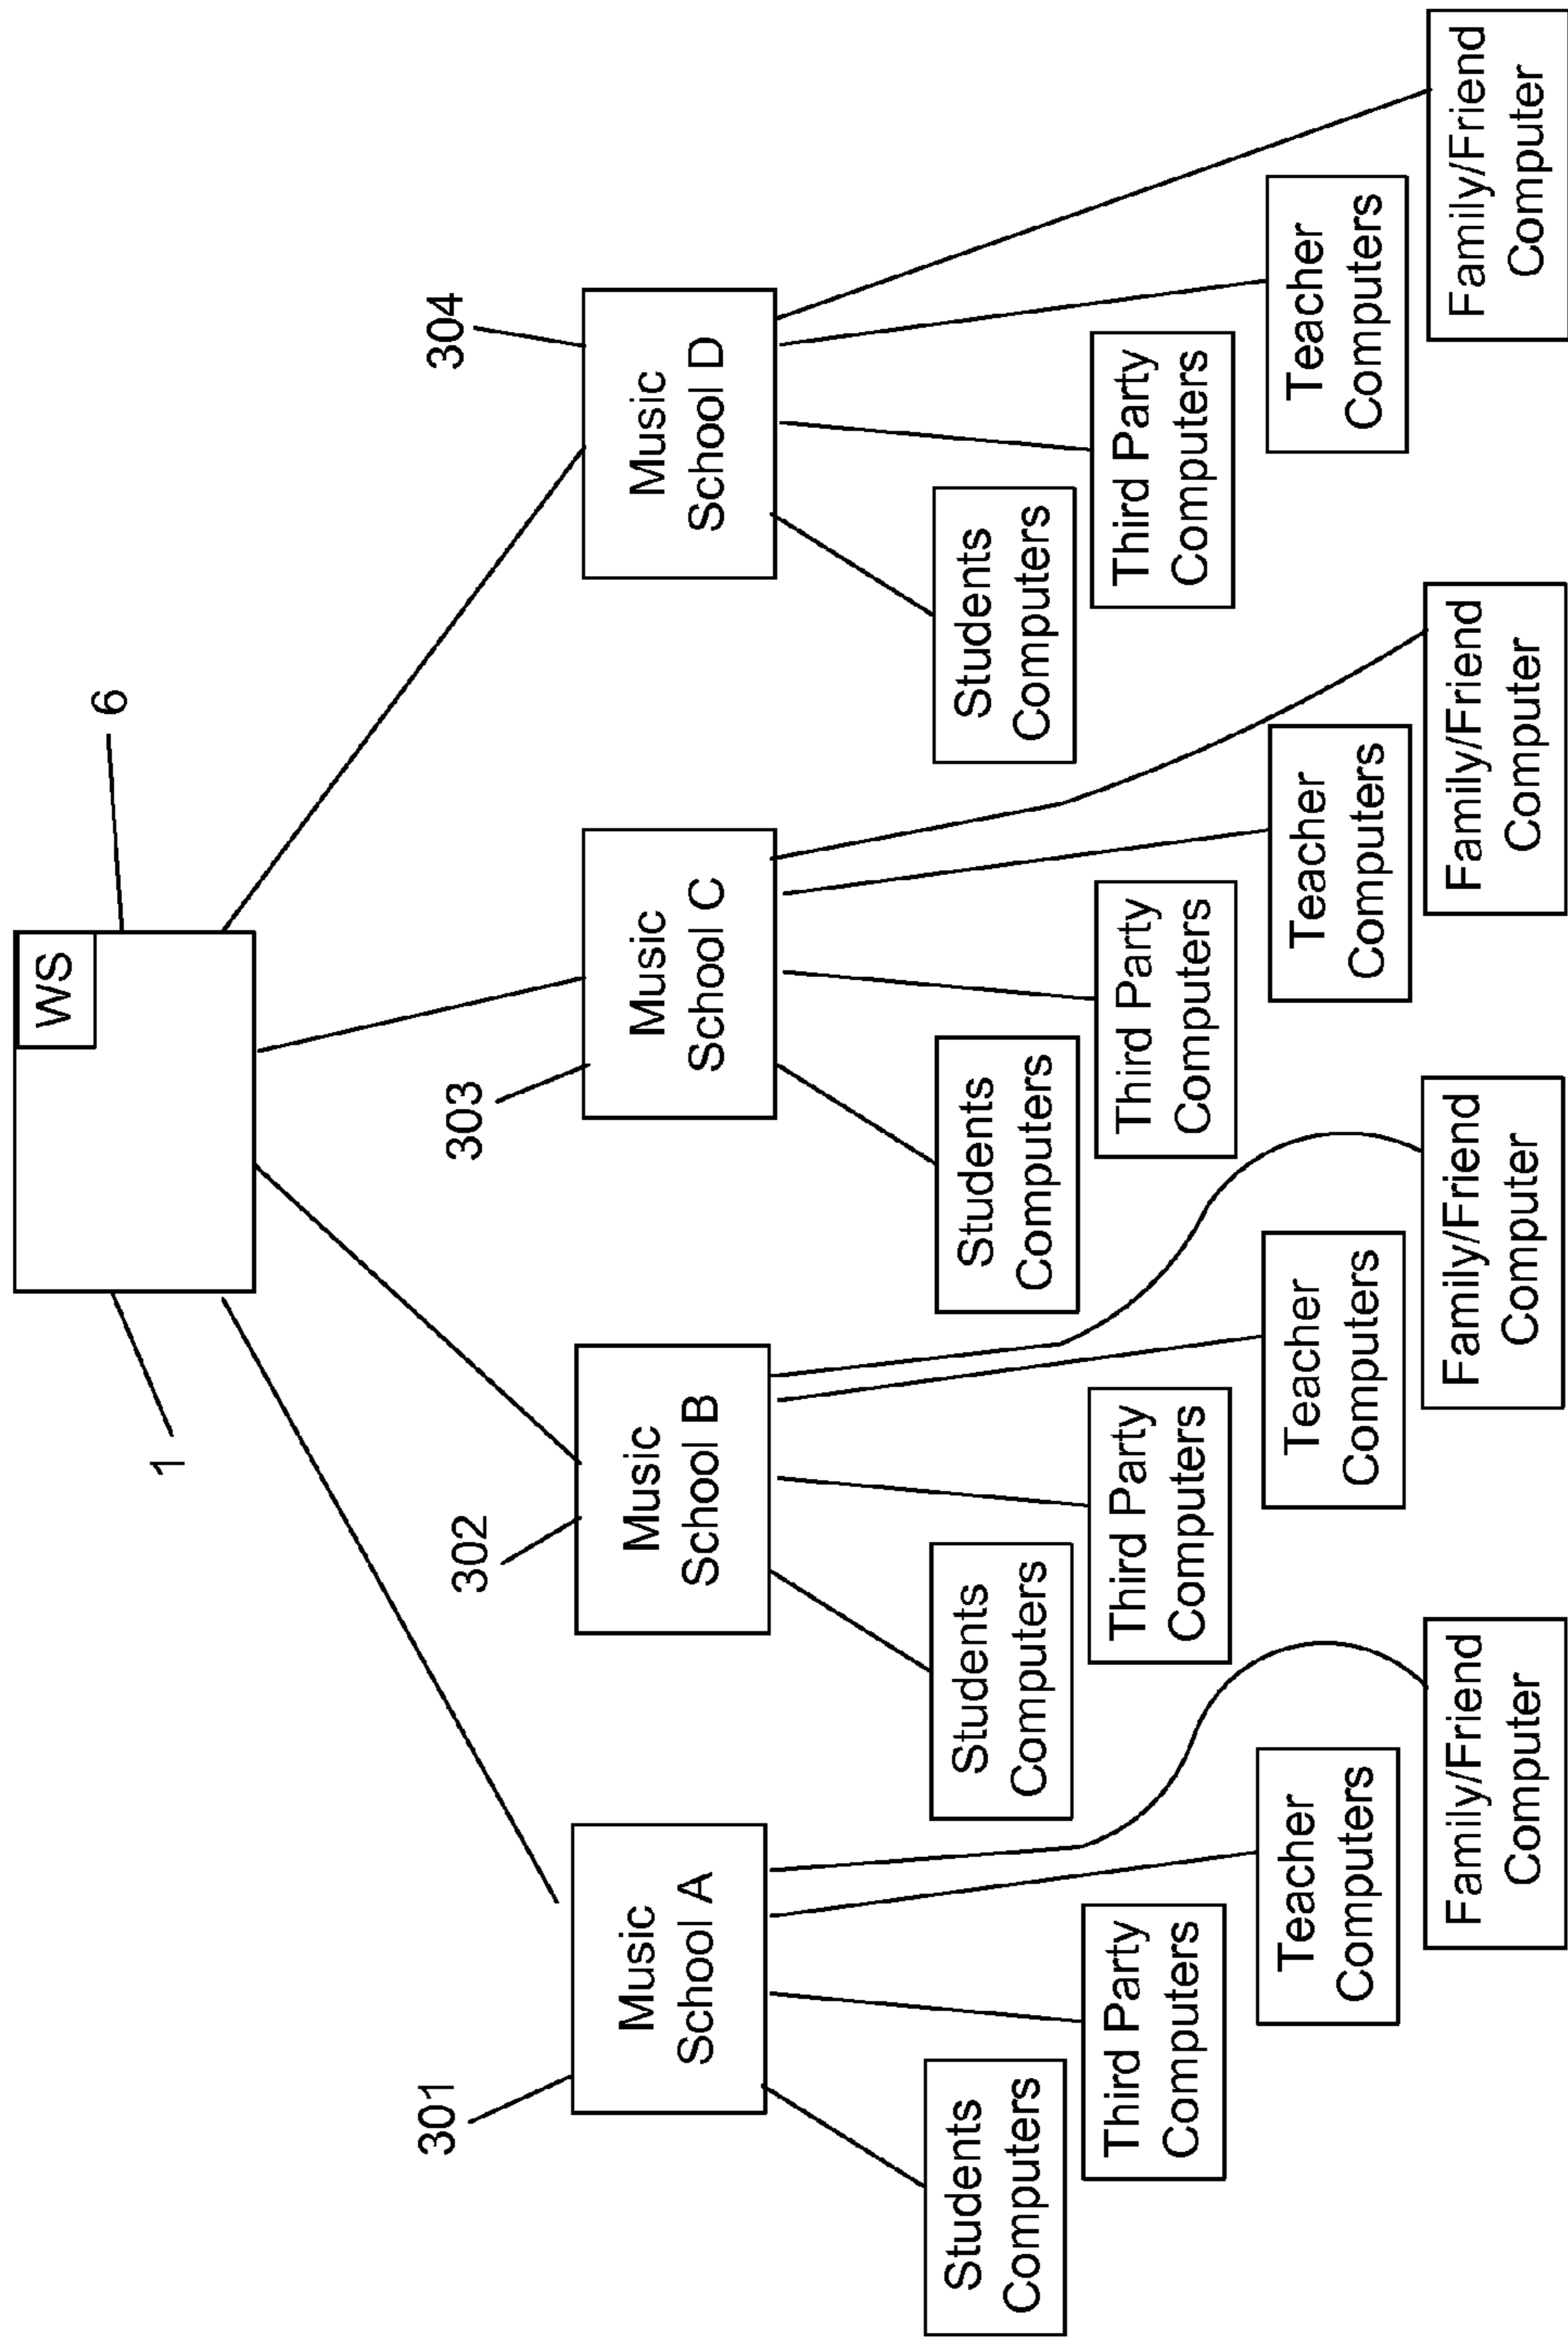 WS
6
1
301
302
303
304
Music
School A
Music
School B
Music
School C
Music
School D
Students
Computers
Third Party
Computers
Teacher
Computers
Family/Friend
Computer
Students
Computers
Third Party
Computers
Teacher
Computers
Family/Friend
Computer
Students
Computers
Third Party
Computers
Teacher
Computers
Family/Friend
Computer
Students
Computers
Third Party
Computers
Teacher
Computers
Family/Friend
Computer